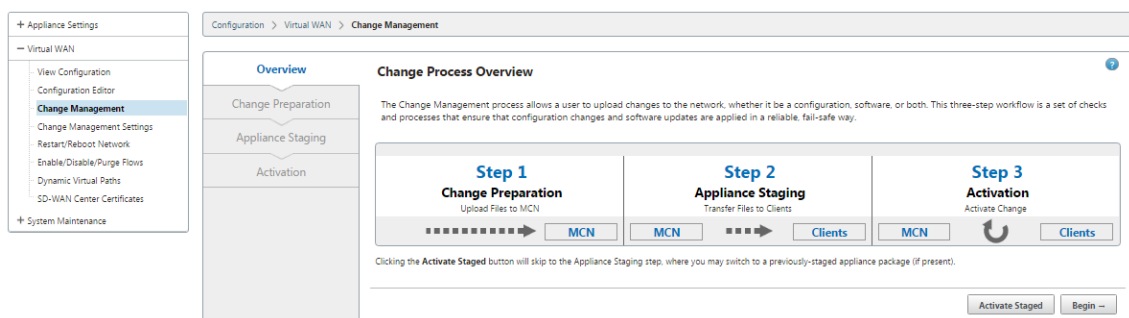 + Appliance Settings
− Virtual WAN
View Configuration
Configuration Editor
Change Management
Change Management Settings
Restart/Reboot Network
Enable/Disable/Purge Flows
Dynamic Virtual Paths
SD-WAN Center Certificates
+ System Maintenance
Configuration > Virtual WAN > Change Management
Overview
Change Preparation
Appliance Staging
Activation
Change Process Overview
?
The Change Management process allows a user to upload changes to the network, whether it be a configuration, software, or both. This three-step workflow is a set of checks
and processes that ensure that configuration changes and software updates are applied in a reliable, fail-safe way.
Step 1
Change Preparation
Upload Files to MCN
MCN
Step 2
Appliance Staging
Transfer Files to Clients
MCN Clients
Step 3
Activation
Activate Change
MCN Clients
Clicking the Activate Staged button will skip to the Appliance Staging step, where you may switch to a previously-staged appliance package (if present).
Activate Staged Begin →